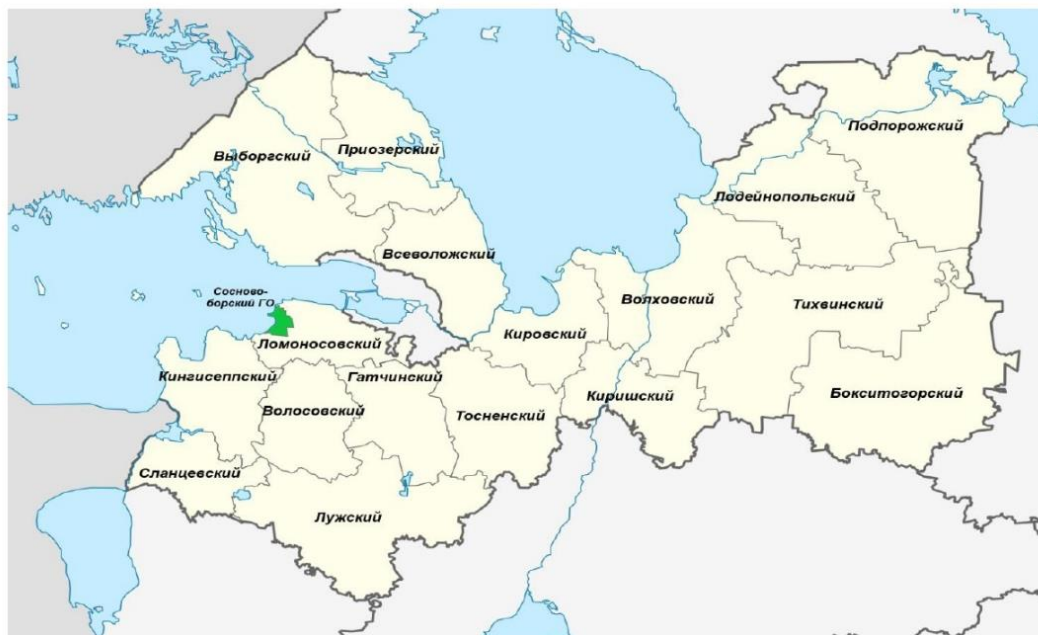 Подпорожский
Приозерский
Выборгский
Лодейнопольский
Всеволожский
Сосново-
борский ГО
Волховский
Тихвинский
Кировский
Ломоносовский
Кингисеппский
Гатчинский
Киришский
Бокситогорский
Волосовский
Тосненский
Сланцевский
Лужский